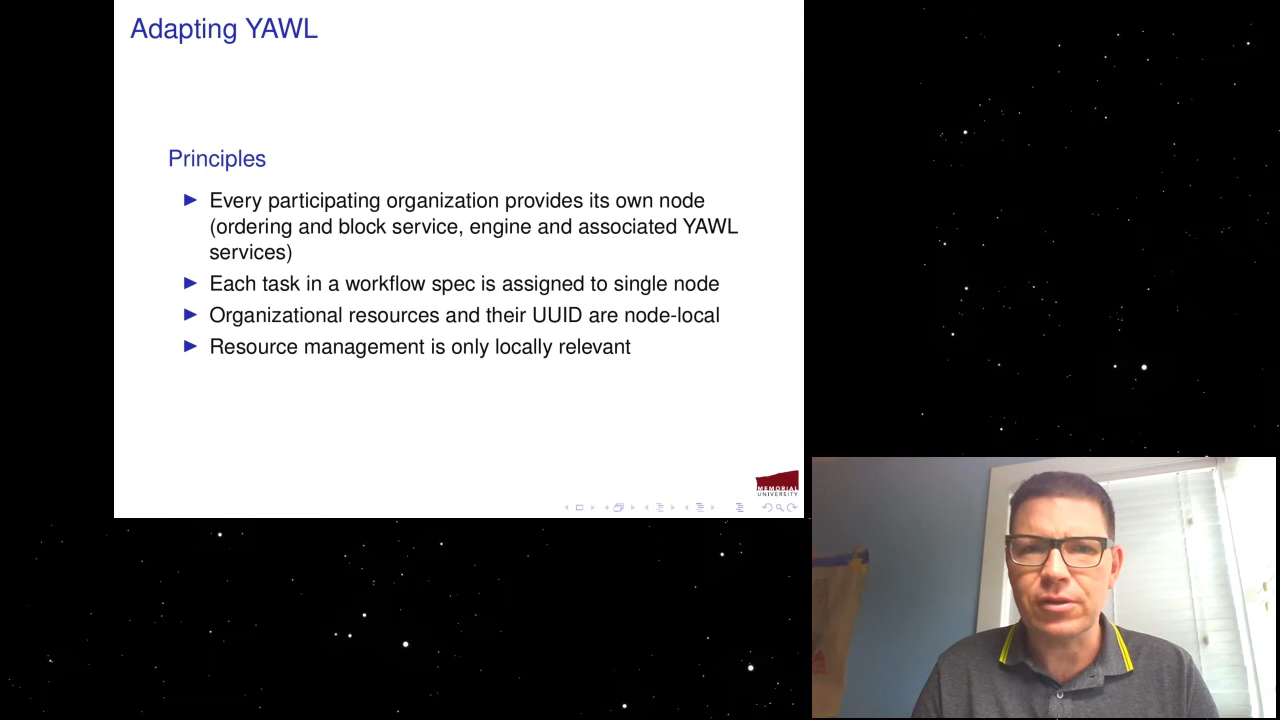 Adapting YAWL
Principles
Every participating organization provides its own node
(ordering and block service, engine and associated YAWL
services)
Each task in a workflow spec is assigned to single node
Organizational resources and their UUID are node-local
Resource management is only locally relevant
MEMORIAL
UNIVERSITY